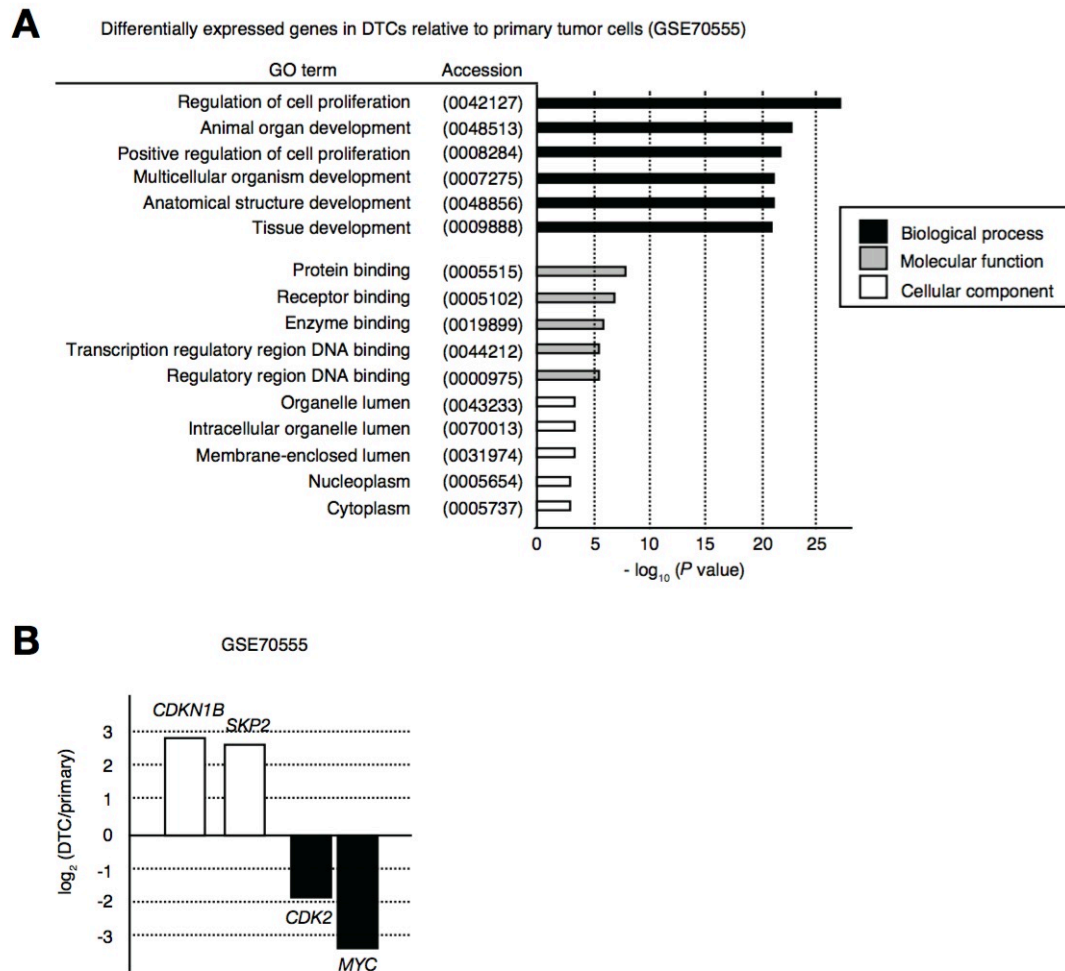 A
Differentially expressed genes in DTCs relative to primary tumor cells (GSE70555)
GO term Accession
Regulation of cell proliferation (0042127)
Animal organ development (0048513)
Positive regulation of cell proliferation (0008284)
Multicellular organism development (0007275)
Anatomical structure development (0048856)
Tissue development (0009888)
Biological process
Molecular function
Cellular component
Protein binding (0005515)
Receptor binding (0005102)
Enzyme binding (0019899)
Transcription regulatory region DNA binding (0044212)
Regulatory region DNA binding (0000975)
Organelle lumen (0043233)
Intracellular organelle lumen (0070013)
Membrane-enclosed lumen (0031974)
Nucleoplasm (0005654)
Cytoplasm (0005737)
0 5 10 15 20 25
- log10 (P value)
B
GSE70555
CDKN1B
SKP2
3
2
1
0
-1
-2
-3
log2 (DTC/primary)
CDK2
MYC